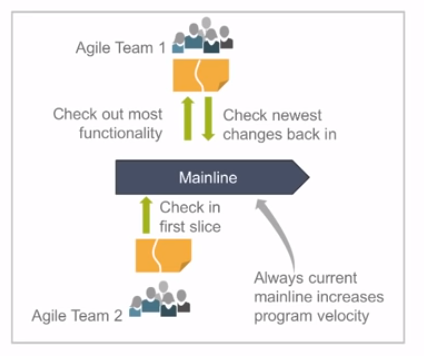 Agile Team 1
Check out most
functionality
Check newest
changes back in
Mainline
Check in
first slice
Always current
mainline increases
program velocity
Agile Team 2